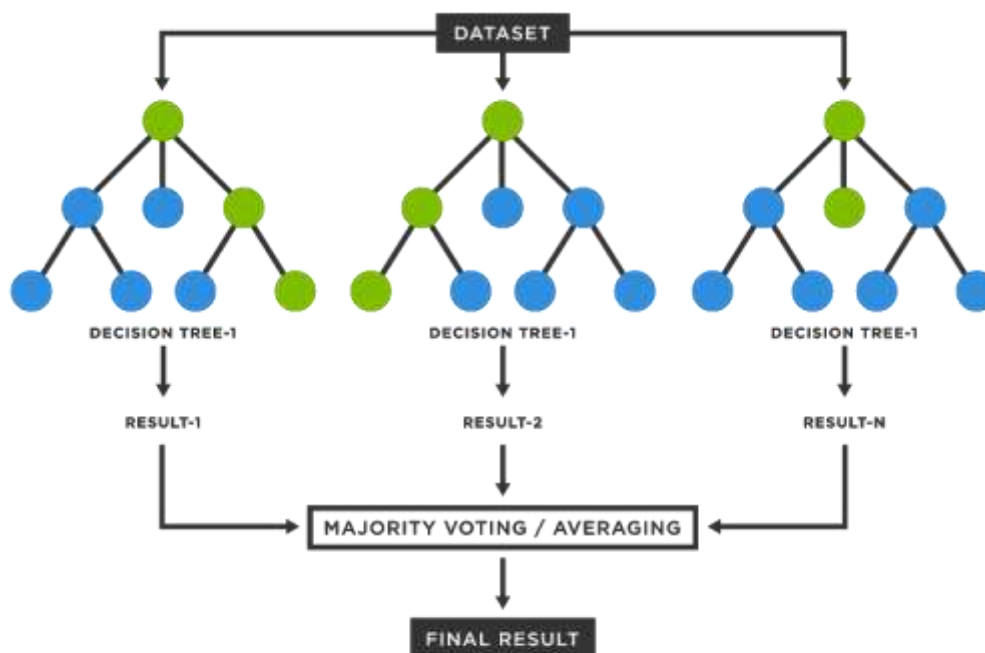 DATASET
DECISION TREE-1
DECISION TREE-1
DECISION TREE-1
RESULT-1
RESULT-2
RESULT-N
MAJORITY VOTING / AVERAGING
FINAL RESULT